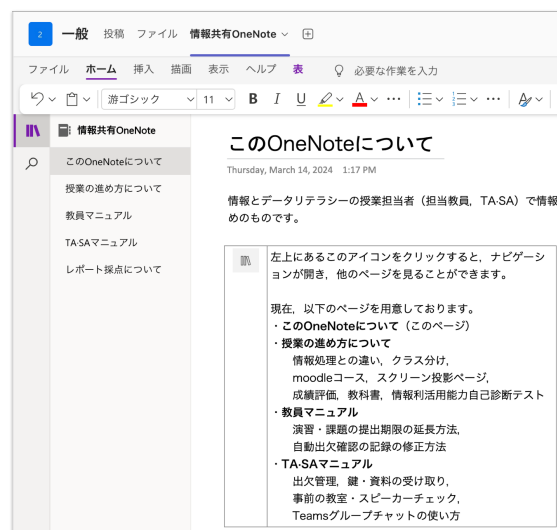 2 一般 投稿 ファイル 情報共有OneNote
ファイル ホーム 挿入 描画 表示 ヘルプ 表 必要な作業を入力
游ゴシック 11 B I U A
情報共有OneNote
このOneNoteについて
授業の進め方について
教員マニュアル
TA·SAマニュアル
レポート採点について
このOneNoteについて
Thursday, March 14, 2024 1:17 PM
情報とデータリテラシーの授業担当者（担当教員，TA·SA）で情報
めのものです。
左上にあるこのアイコンをクリックすると，ナビゲーシ
ョンが開き，他のページを見ることができます。
現在，以下のページを用意しております。
・このOneNoteについて（このページ）
・授業の進め方について
情報処理との違い，クラス分け，
moodleコース，スクリーン投影ページ，
成績評価，教科書，情報利活用能力自己診断テスト
・教員マニュアル
演習・課題の提出期限の延長方法，
自動出欠確認の記録の修正方法
・TA·SAマニュアル
出欠管理，鍵・資料の受け取り，
事前の教室・スピーカーチェック，
Teamsグループチャットの使い方